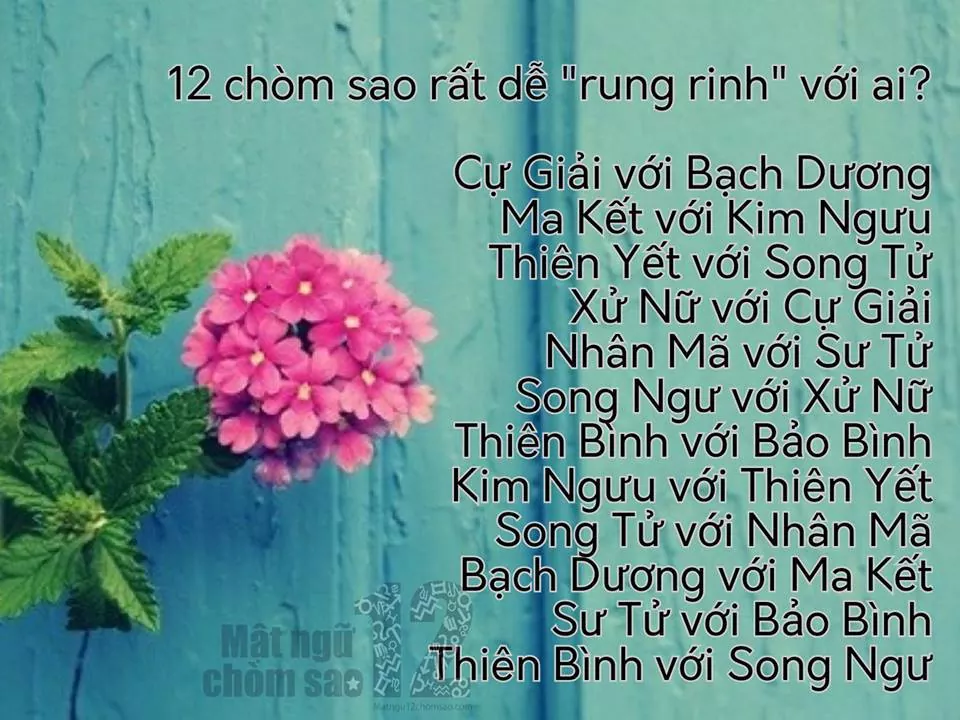 12 chòm sao rất dễ "rung rinh" với ai?
Cự Giải với Bạch Dương
Ma Kết với Kim Ngưu
Thiên Yết với Song Tử
Xử Nữ với Cự Giải
Nhân Mã với Sư Tử
Song Ngư với Xử Nữ
Thiên Bình với Bảo Bình
Kim Ngưu với Thiên Yết
Song Tử với Nhân Mã
Bạch Dương với Ma Kết
Sư Tử với Bảo Bình
Thiên Bình với Song Ngư
Mật ngữ 12
chòm sao
Matngu12chomsao.com